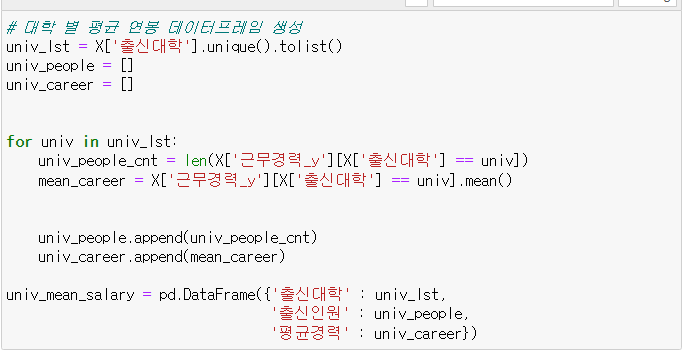 # 대학 별 평균 연봉 데이터프레임 생성
univ_lst = X['출신대학'].unique().tolist()
univ_people = []
univ_career = []
for univ in univ_lst:
    univ_people_cnt = len(X['근무경력_y'][X['출신대학'] == univ])
    mean_career = X['근무경력_y'][X['출신대학'] == univ].mean()
    univ_people.append(univ_people_cnt)
    univ_career.append(mean_career)
univ_mean_salary = pd.DataFrame({'출신대학' : univ_lst,
                                 '출신인원' : univ_people,
                                 '평균경력' : univ_career})